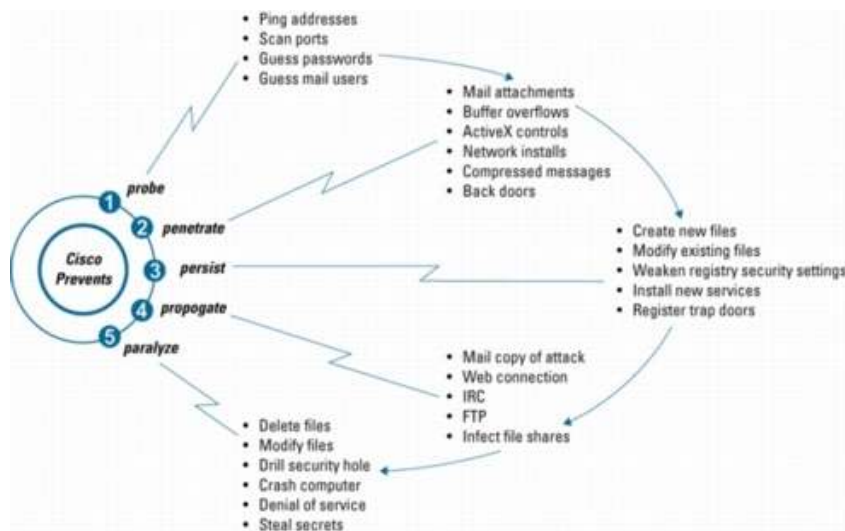 • Ping addresses
• Scan ports
• Guess passwords
• Guess mail users
• Mail attachments
• Buffer overflows
• ActiveX controls
• Network installs
• Compressed messages
• Back doors
• Create new files
• Modify existing files
• Weaken registry security settings
• Install new services
• Register trap doors
• Mail copy of attack
• Web connection
• IRC
• FTP
• Infect file shares
• Delete files
• Modify files
• Drill security hole
• Crash computer
• Denial of service
• Steal secrets
Cisco
Prevents
1 probe
2 penetrate
3 persist
4 propogate
5 paralyze